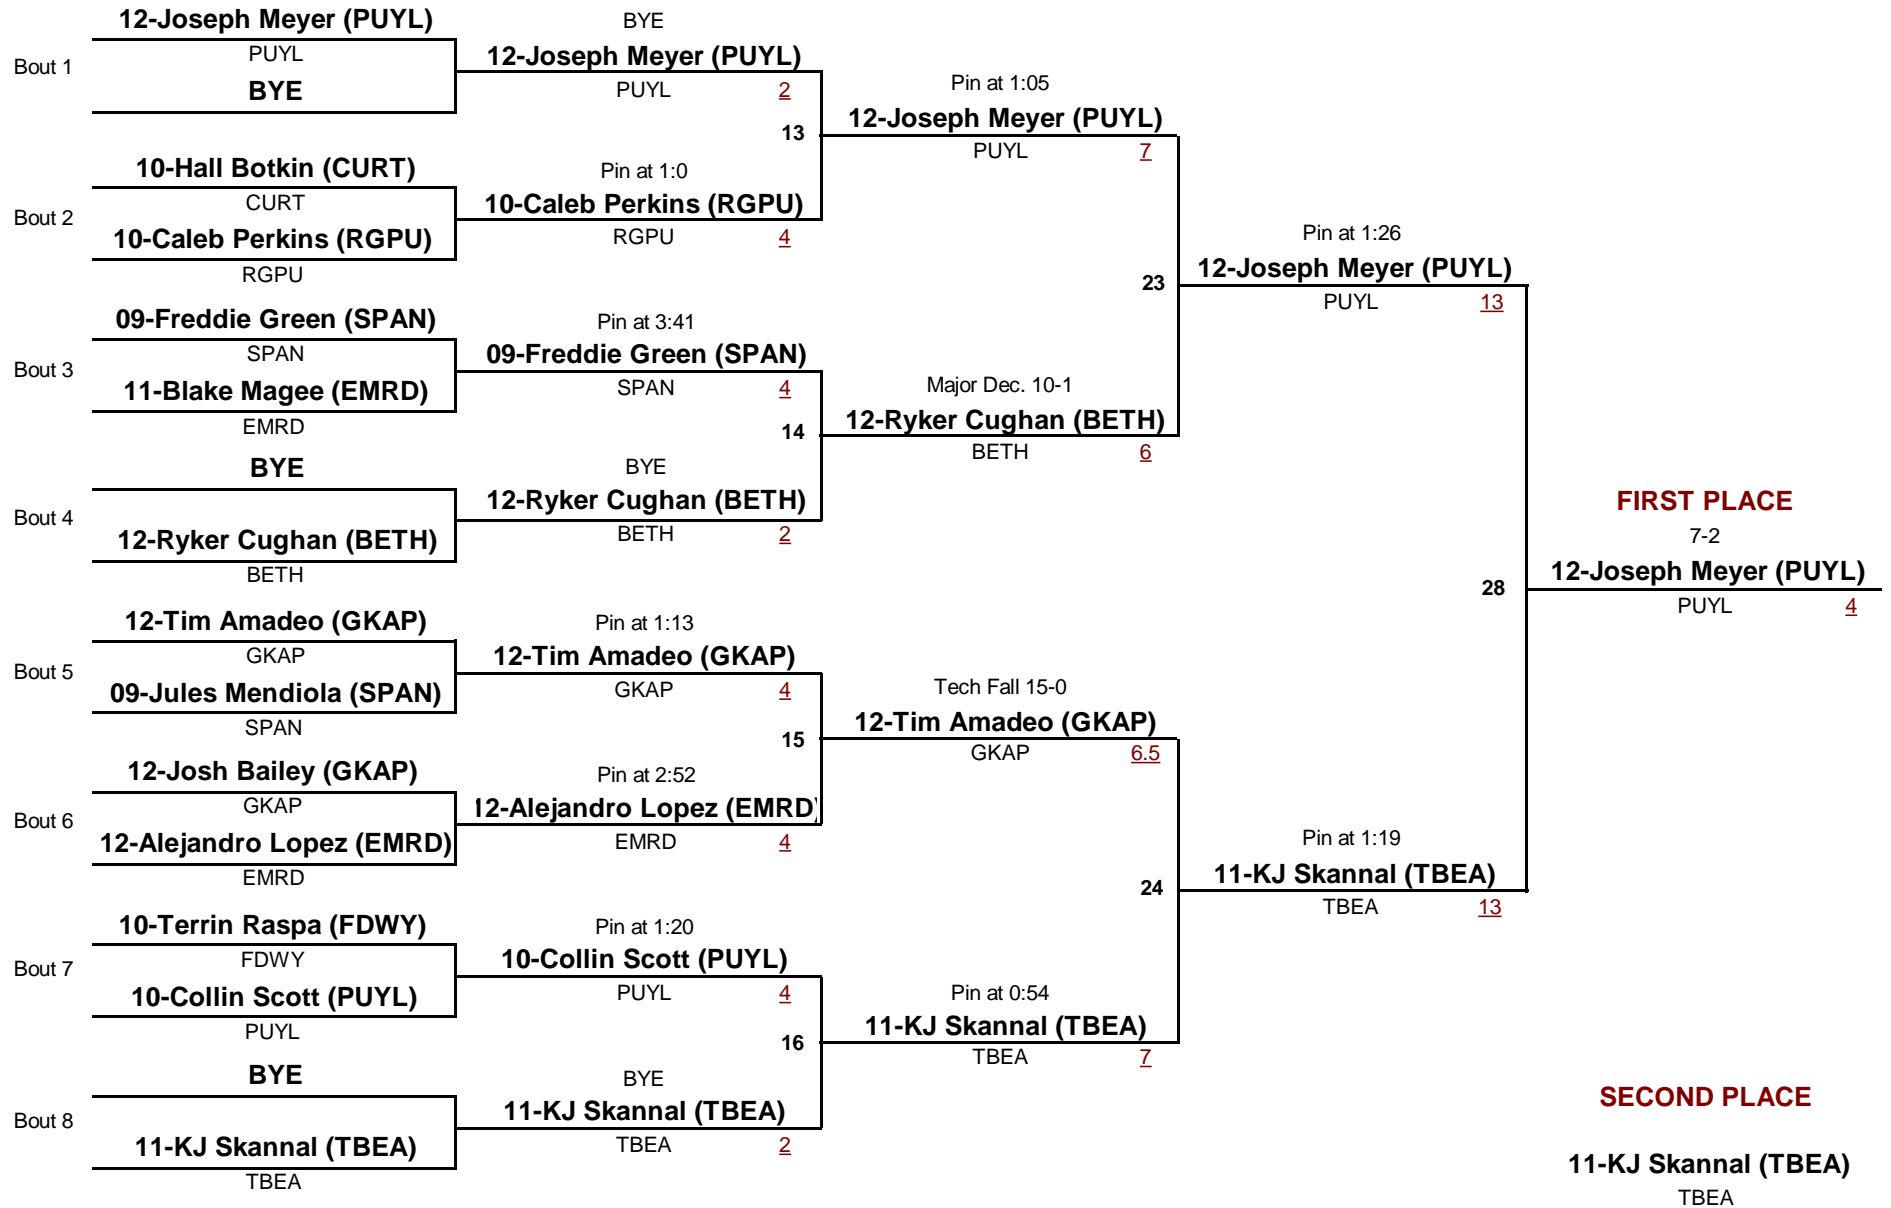 12-Joseph Meyer (PUYL)
Bout 1
PUYL
BYE
10-Hall Botkin (CURT)
Bout 2
CURT
10-Caleb Perkins (RGPU)
RGPU
09-Freddie Green (SPAN)
Bout 3
SPAN
11-Blake Magee (EMRD)
EMRD
BYE
Bout 4
12-Ryker Cughan (BETH)
BETH
12-Tim Amadeo (GKAP)
Bout 5
GKAP
09-Jules Mendiola (SPAN)
SPAN
12-Josh Bailey (GKAP)
Bout 6
GKAP
12-Alejandro Lopez (EMRD)
EMRD
10-Terrin Raspa (FDWY)
Bout 7
FDWY
10-Collin Scott (PUYL)
PUYL
BYE
Bout 8
11-KJ Skannal (TBEA)
TBEA
BYE
12-Joseph Meyer (PUYL)
PUYL 2
13
Pin at 1:0
10-Caleb Perkins (RGPU)
RGPU 4
Pin at 3:41
09-Freddie Green (SPAN)
SPAN 4
14
BYE
12-Ryker Cughan (BETH)
BETH 2
Pin at 1:13
12-Tim Amadeo (GKAP)
GKAP 4
15
Pin at 2:52
12-Alejandro Lopez (EMRD)
EMRD 4
Pin at 1:20
10-Collin Scott (PUYL)
PUYL 4
16
BYE
11-KJ Skannal (TBEA)
TBEA 2
Pin at 1:05
12-Joseph Meyer (PUYL)
PUYL 7
23
Major Dec. 10-1
12-Ryker Cughan (BETH)
BETH 6
Tech Fall 15-0
12-Tim Amadeo (GKAP)
GKAP 6.5
24
Pin at 0:54
11-KJ Skannal (TBEA)
TBEA 7
Pin at 1:26
12-Joseph Meyer (PUYL)
PUYL 13
28
Pin at 1:19
11-KJ Skannal (TBEA)
TBEA 13
FIRST PLACE
7-2
12-Joseph Meyer (PUYL)
PUYL 4
SECOND PLACE
11-KJ Skannal (TBEA)
TBEA